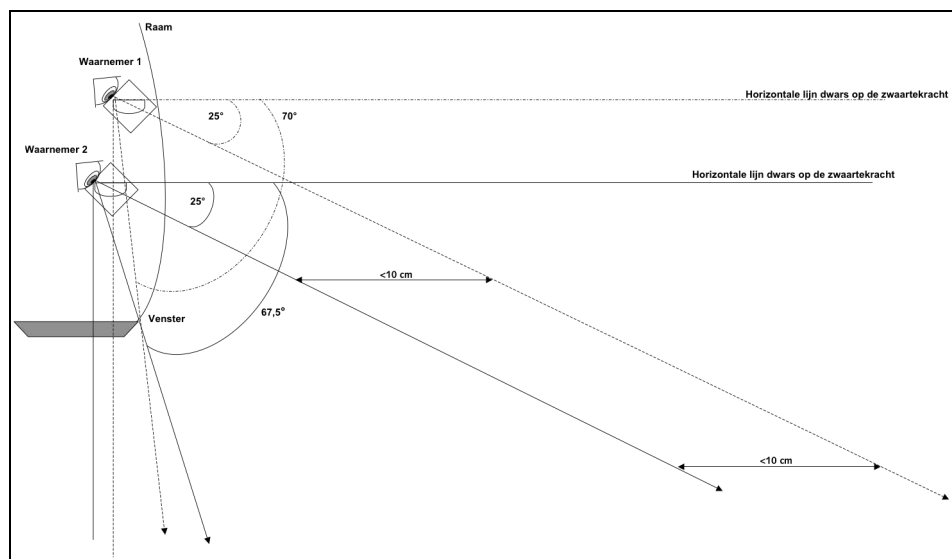 Raam
Waarnemer 1
Horizontale lijn dwars op de zwaartekracht
25°
70°
Waarnemer 2
Horizontale lijn dwars op de zwaartekracht
25°
<10 cm
67,5°
Venster
<10 cm